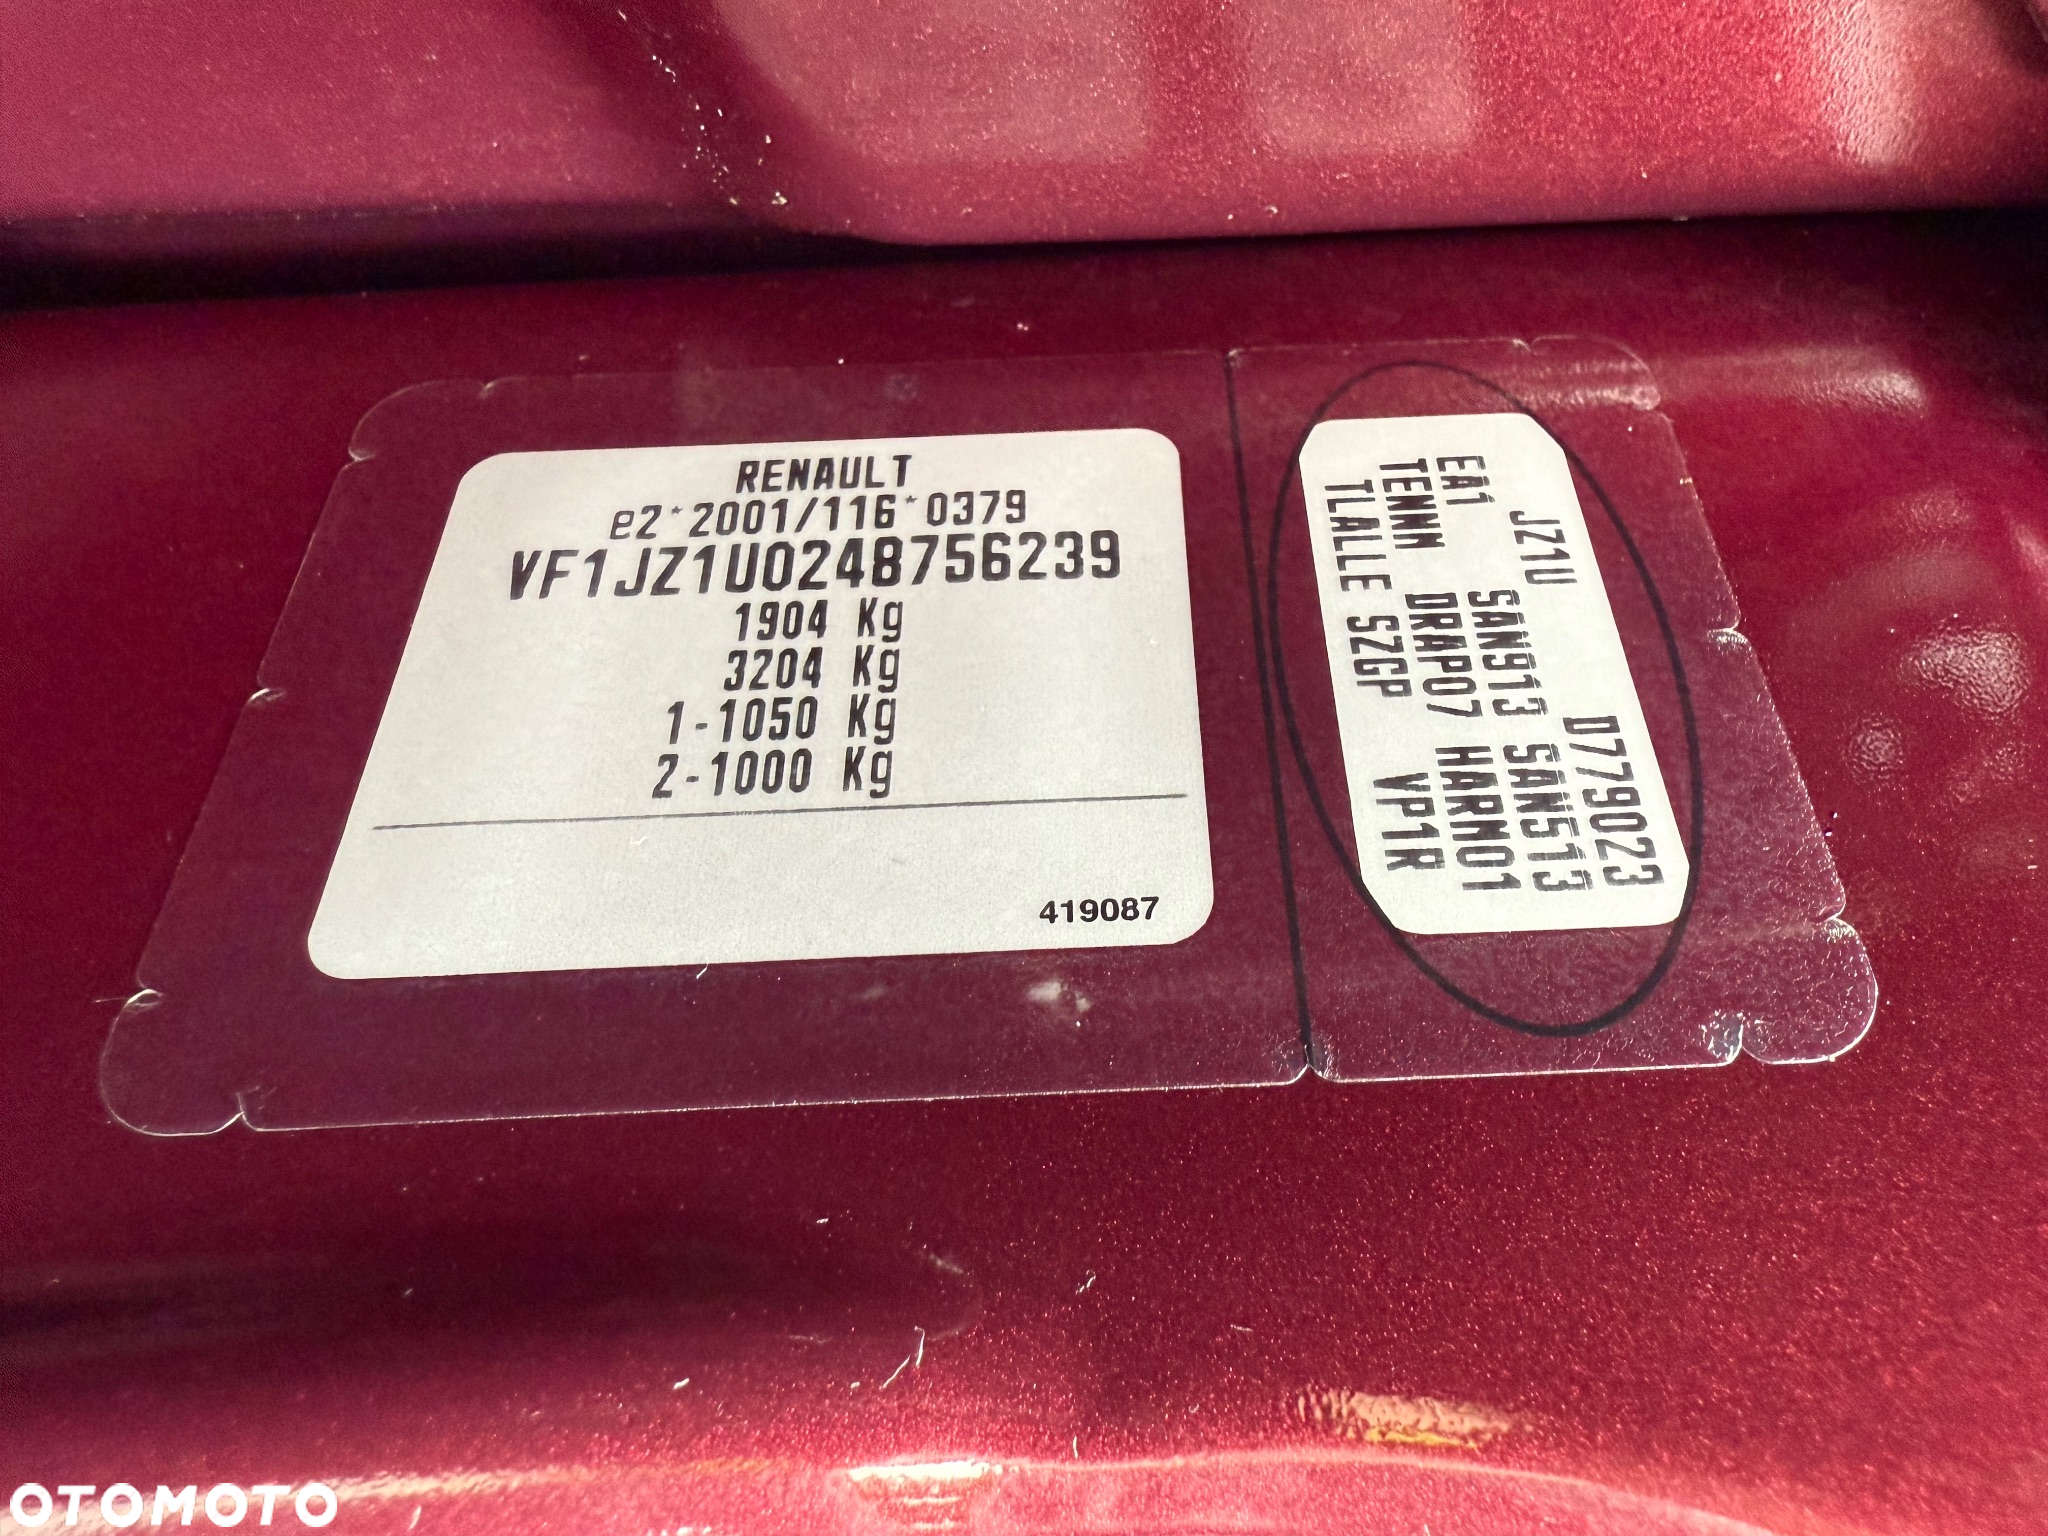 RENAULT
e2*2001/116*0379
VF1JZ1U0248756239
1904 Kg
3204 Kg
1-1050 Kg
2-1000 Kg
419087
JZ1U D779023
EA1 SAN913 SAN513
TENNM DRAP07 HARM01
TLALLE SZGP VP1R
OTOMOTO